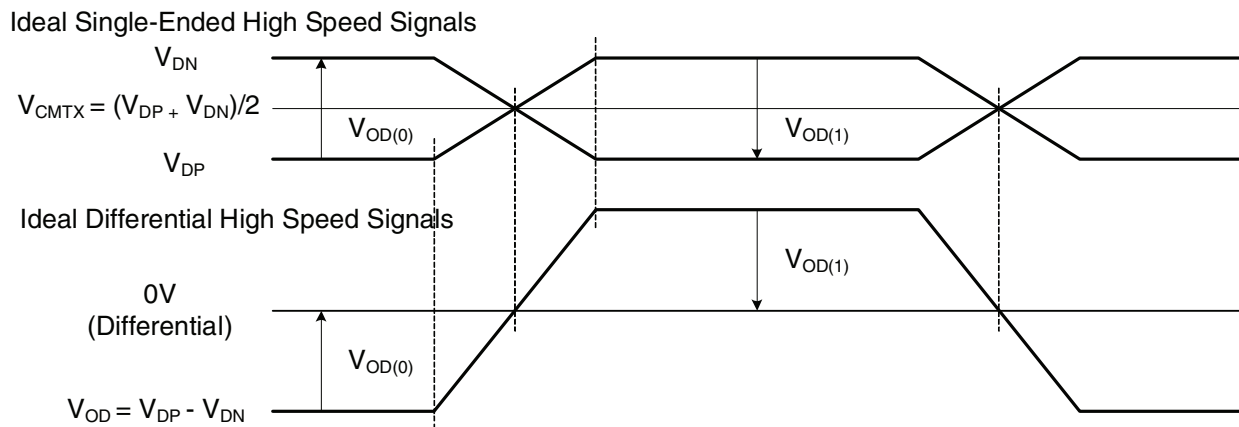 Ideal Single-Ended High Speed Signals
V_DN
V_CMTX = (V_DP + V_DN)/2
V_OD(0)
V_OD(1)
V_DP
Ideal Differential High Speed Signals
V_OD(1)
0V
(Differential)
V_OD(0)
V_OD = V_DP - V_DN